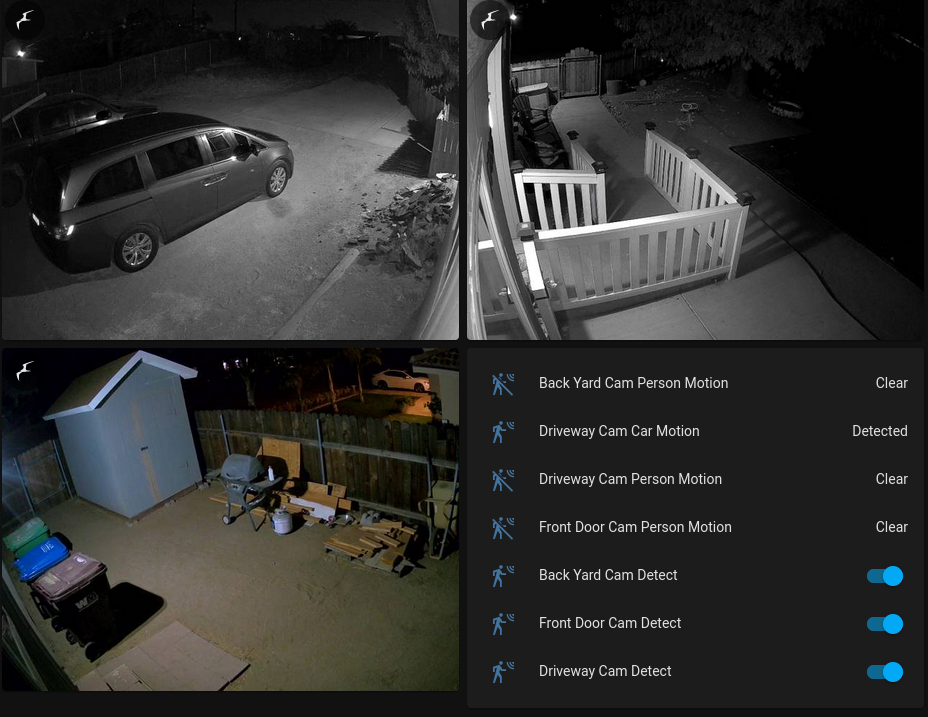 Back Yard Cam Person Motion Clear
Driveway Cam Car Motion Detected
Driveway Cam Person Motion Clear
Front Door Cam Person Motion Clear
Back Yard Cam Detect
Front Door Cam Detect
Driveway Cam Detect